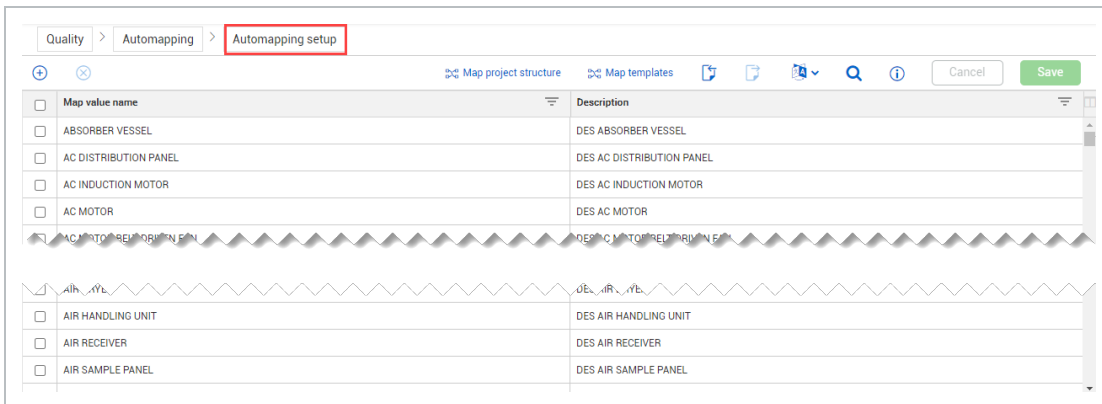 Quality > Automapping > Automapping setup
Map project structure Map templates Cancel Save
Map value name Description
ABSORBER VESSEL DES ABSORBER VESSEL
AC DISTRIBUTION PANEL DES AC DISTRIBUTION PANEL
AC INDUCTION MOTOR DES AC INDUCTION MOTOR
AC MOTOR DES AC MOTOR
AIR HANDLING UNIT DES AIR HANDLING UNIT
AIR RECEIVER DES AIR RECEIVER
AIR SAMPLE PANEL DES AIR SAMPLE PANEL